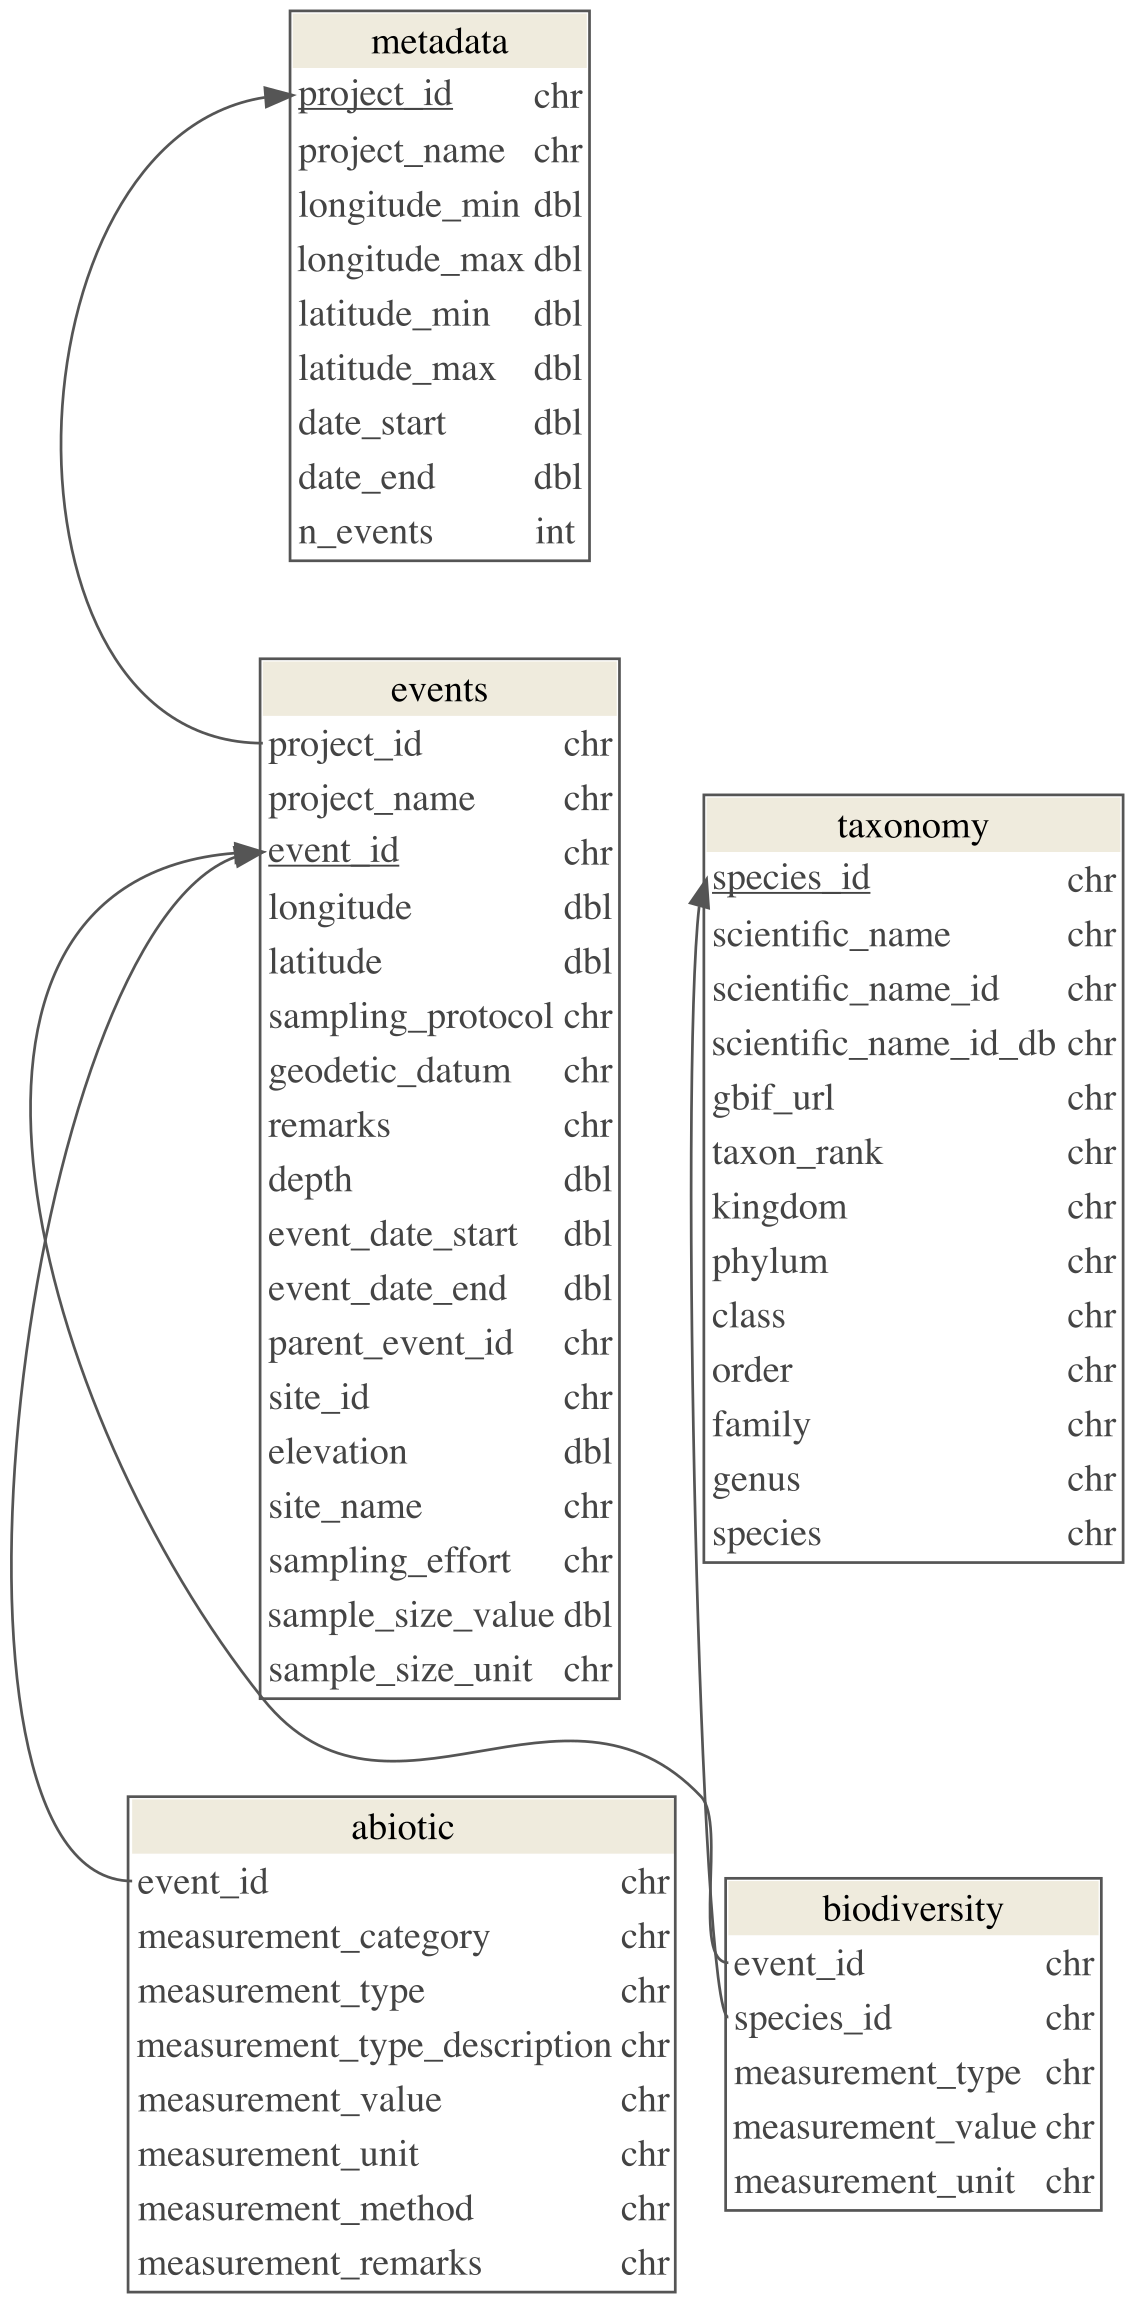 metadata
project_id chr
project_name chr
longitude_min dbl
longitude_max dbl
latitude_min dbl
latitude_max dbl
date_start dbl
date_end dbl
n_events int
events
project_id chr
project_name chr
event_id chr
longitude dbl
latitude dbl
sampling_protocol chr
geodetic_datum chr
remarks chr
depth dbl
event_date_start dbl
event_date_end dbl
parent_event_id chr
site_id chr
elevation dbl
site_name chr
sampling_effort chr
sample_size_value dbl
sample_size_unit chr
taxonomy
species_id chr
scientific_name chr
scientific_name_id chr
scientific_name_id_db chr
gbif_url chr
taxon_rank chr
kingdom chr
phylum chr
class chr
order chr
family chr
genus chr
species chr
abiotic
event_id chr
measurement_category chr
measurement_type chr
measurement_type_description chr
measurement_value chr
measurement_unit chr
measurement_method chr
measurement_remarks chr
biodiversity
event_id chr
species_id chr
measurement_type chr
measurement_value chr
measurement_unit chr